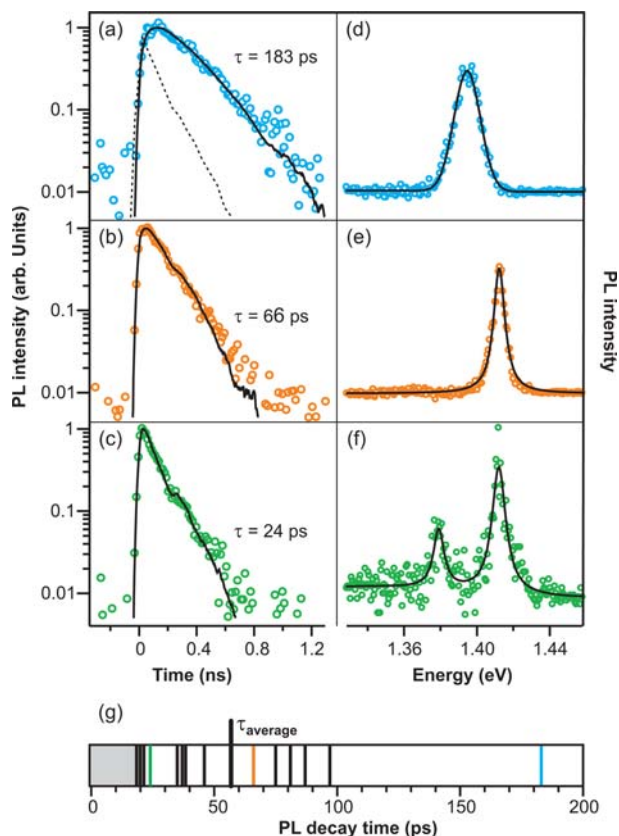 (a)
τ = 183 ps
(d)
1
0.1
0.01
(b)
τ = 66 ps
(e)
1
0.1
0.01
(c)
τ = 24 ps
(f)
1
0.1
0.01
PL intensity (arb. Units)
PL intensity
0 0.4 0.8 1.2
1.36 1.40 1.44
Time (ns)
Energy (eV)
(g)
τaverage
0 50 100 150 200
PL decay time (ps)